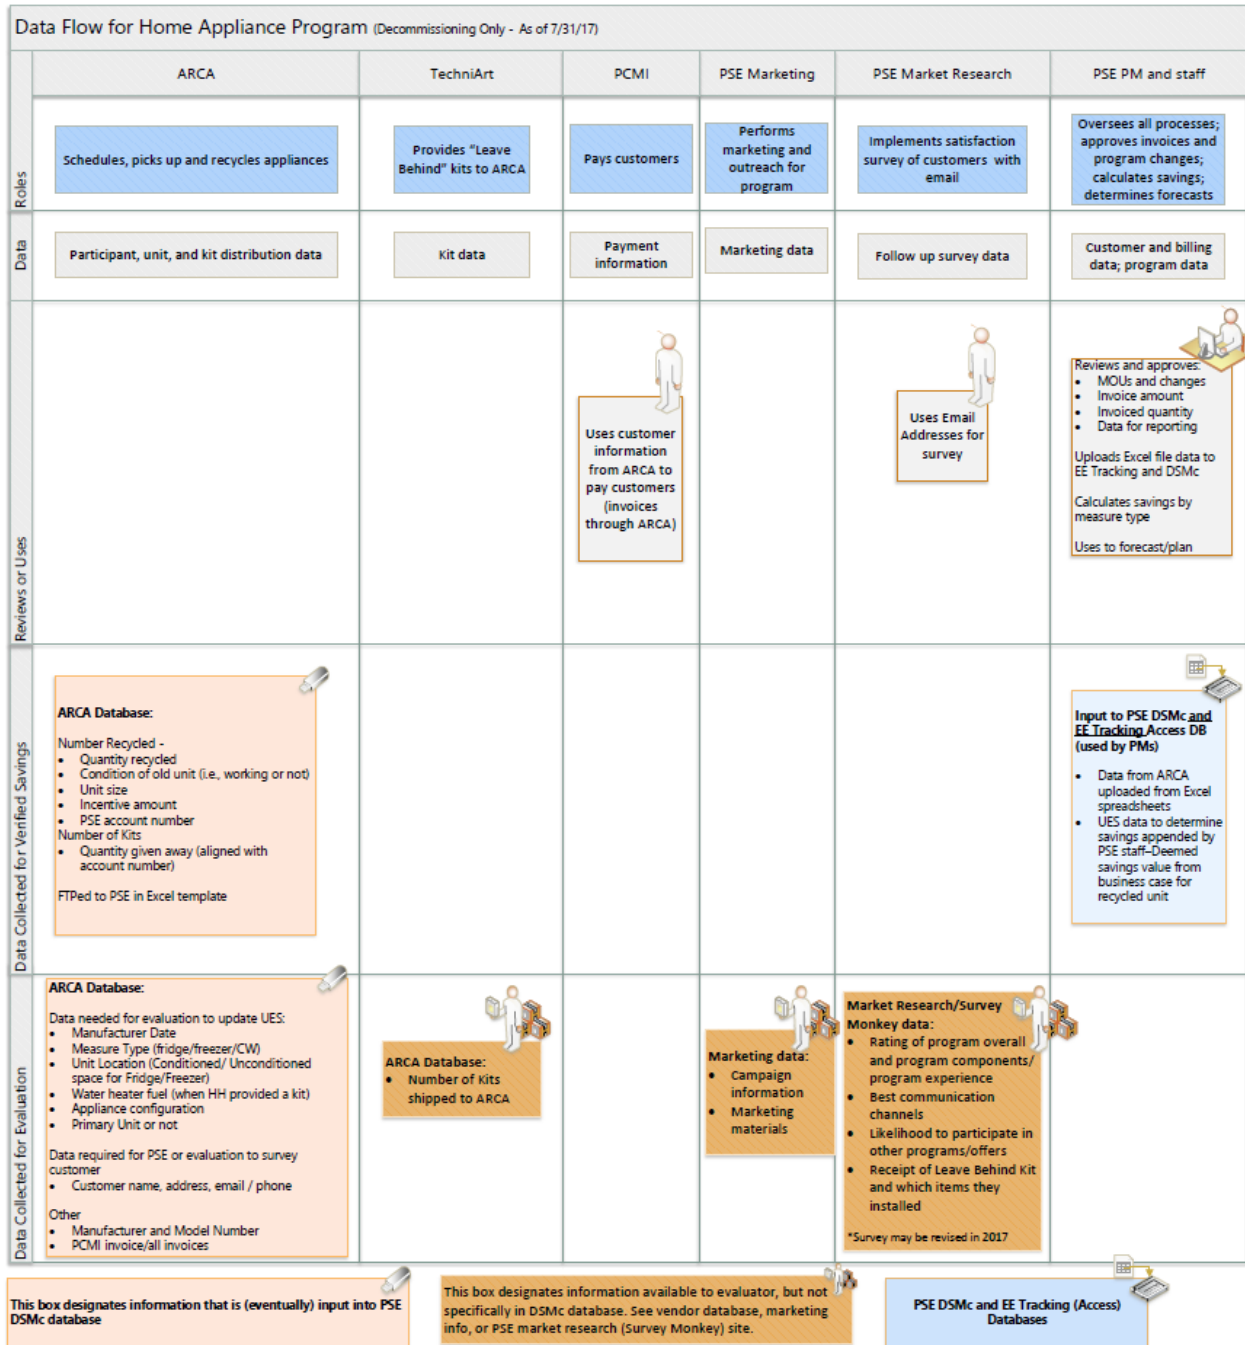 Data Flow for Home Appliance Program (Decommissioning Only - As of 7/31/17)
ARCA
TechniArt
PCMI
PSE Marketing
PSE Market Research
PSE PM and staff
Roles
Schedules, picks up and recycles appliances
Provides “Leave
Behind” kits to ARCA
Pays customers
Performs
marketing and
outreach for
program
Implements satisfaction
survey of customers with
email
Oversees all processes;
approves invoices and
program changes;
calculates savings;
determines forecasts
Data
Participant, unit, and kit distribution data
Kit data
Payment
information
Marketing data
Follow up survey data
Customer and billing
data; program data
Reviews or Uses
Uses customer
information
from ARCA to
pay customers
(invoices
through ARCA)
Uses Email
Addresses for
survey
Reviews and approves:
• MOUs and changes
• Invoice amount
• Invoiced quantity
• Data for reporting
Uploads Excel file data to
EE Tracking and DSMc
Calculates savings by
measure type
Uses to forecast/plan
Data Collected for Verified Savings
ARCA Database:
Number Recycled -
• Quantity recycled
• Condition of old unit (i.e., working or not)
• Unit size
• Incentive amount
• PSE account number
Number of Kits
• Quantity given away (aligned with
account number)
FTPed to PSE in Excel template
Input to PSE DSMc and
EE Tracking Access DB
(used by PMs)
• Data from ARCA
uploaded from Excel
spreadsheets
• UES data to determine
savings appended by
PSE staff–Deemed
savings value from
business case for
recycled unit
Data Collected for Evaluation
ARCA Database:
Data needed for evaluation to update UES:
• Manufacturer Date
• Measure Type (fridge/freezer/CW)
• Unit Location (Conditioned/ Unconditioned
space for Fridge/Freezer)
• Water heater fuel (when HH provided a kit)
• Appliance configuration
• Primary Unit or not
Data required for PSE or evaluation to survey
customer
• Customer name, address, email / phone
Other
• Manufacturer and Model Number
• PCMI invoice/all invoices
ARCA Database:
• Number of Kits
shipped to ARCA
Marketing data:
• Campaign
information
• Marketing
materials
Market Research/Survey
Monkey data:
• Rating of program overall
and program components/
program experience
• Best communication
channels
• Likelihood to participate in
other programs/offers
• Receipt of Leave Behind Kit
and which items they
installed
*Survey may be revised in 2017
This box designates information that is (eventually) input into PSE
DSMc database
This box designates information available to evaluator, but not
specifically in DSMc database. See vendor database, marketing
info, or PSE market research (Survey Monkey) site.
PSE DSMc and EE Tracking (Access)
Databases